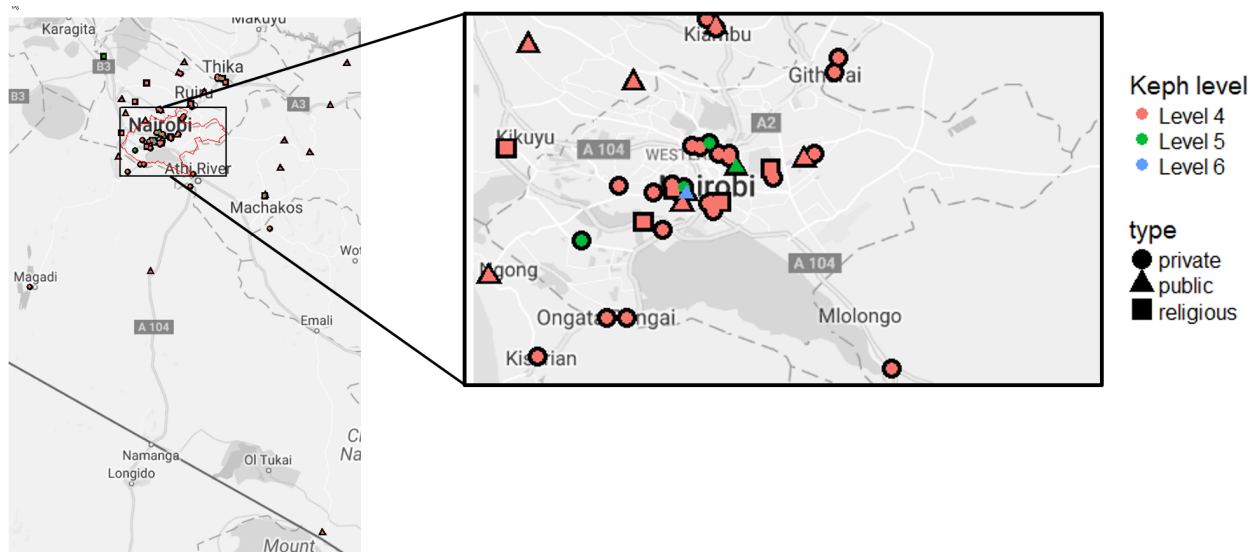 Karagita
Makuyu
B3
Thika
B3
Ruiru
A3
Nairobi
Athi River
Machakos
Wot
Magadi
A 104
Emali
Namanga
Longido
Ol Tukai
C
Na
Mount
Kiambu
Githurai
Kikuyu
A 104
A2
WESTE
Nairobi
Ngong
A 104
Ongata Rongai
Mlolongo
Kiserian
Keph level
Level 4
Level 5
Level 6
type
private
public
religious